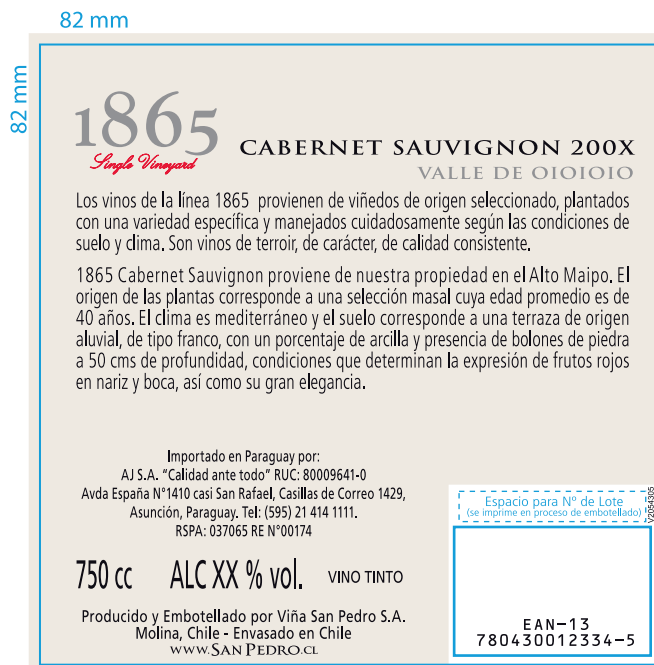 82 mm
82 mm
1865
Single Vineyard
CABERNET SAUVIGNON 200X
VALLE DE OIOIOIO
Los vinos de la línea 1865 provienen de viñedos de origen seleccionado, plantados
con una variedad específica y manejados cuidadosamente según las condiciones de
suelo y clima. Son vinos de terroir, de carácter, de calidad consistente.
1865 Cabernet Sauvignon proviene de nuestra propiedad en el Alto Maipo. El
origen de las plantas corresponde a una selección masal cuya edad promedio es de
40 años. El clima es mediterráneo y el suelo corresponde a una terraza de origen
aluvial, de tipo franco, con un porcentaje de arcilla y presencia de bolones de piedra
a 50 cms de profundidad, condiciones que determinan la expresión de frutos rojos
en nariz y boca, así como su gran elegancia.
Importado en Paraguay por:
AJ S.A. "Calidad ante todo" RUC: 80009641-0
Avda España N°1410 casi San Rafael, Casillas de Correo 1429,
Asunción, Paraguay. Tel: (595) 21 414 1111.
RSPA: 037065 RE N°00174
750 cc ALC XX % vol. VINO TINTO
Producido y Embotellado por Viña San Pedro S.A.
Molina, Chile - Envasado en Chile
WWW.SANPEDRO.CL
Espacio para Nº de Lote
(se imprime en proceso de embotellado)
V2054305
EAN-13
780430012334-5